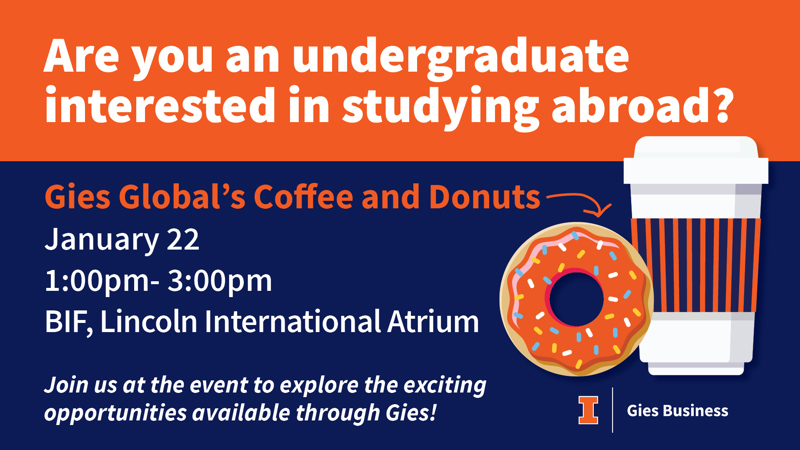 Are you an undergraduate
interested in studying abroad?
Gies Global's Coffee and Donuts
January 22
1:00pm- 3:00pm
BIF, Lincoln International Atrium
Join us at the event to explore the exciting
opportunities available through Gies!
I
Gies Business